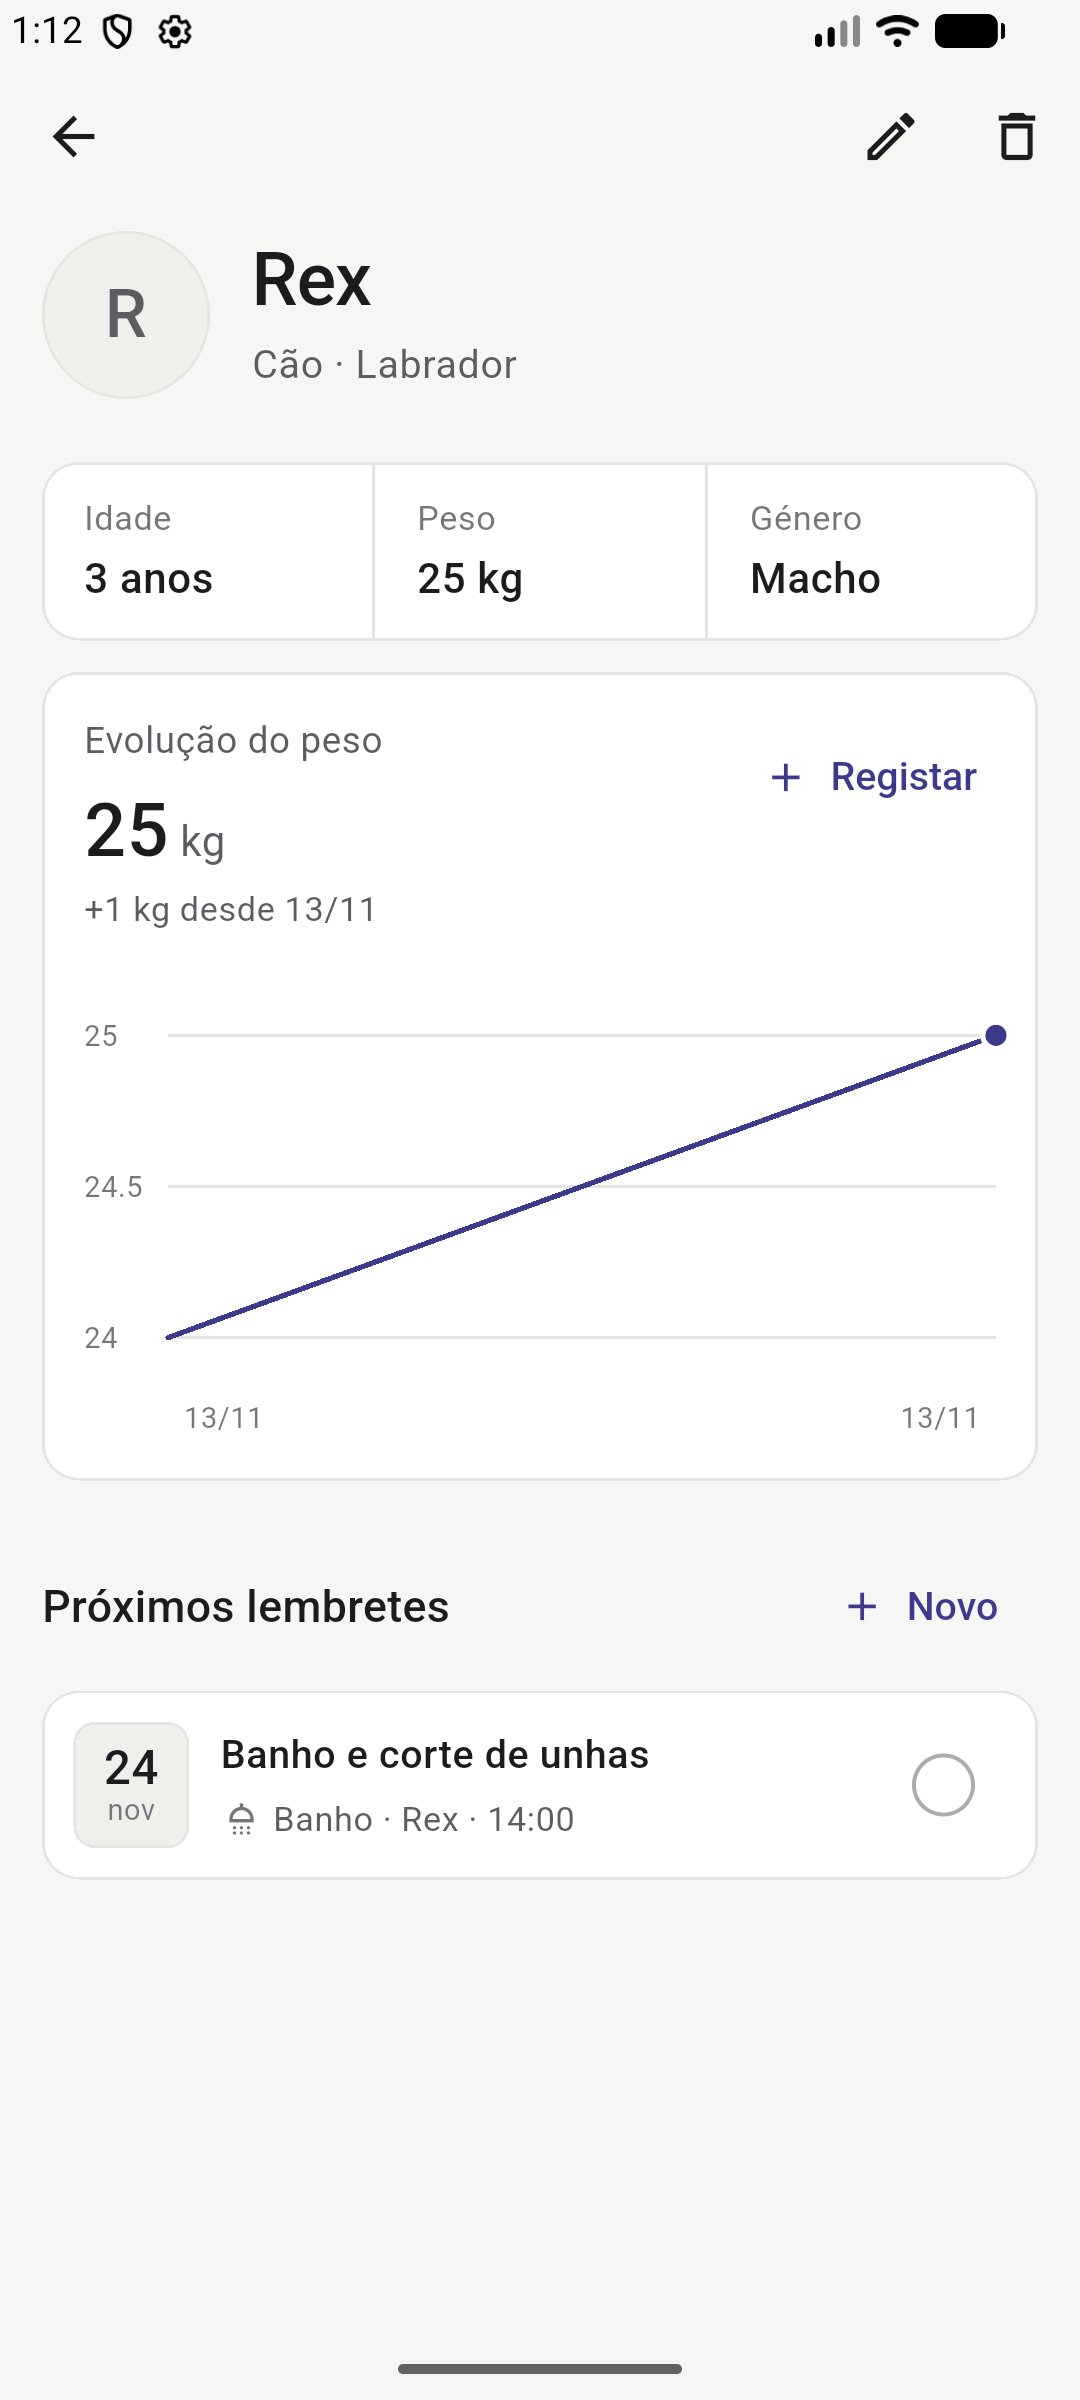 1:12
R
Rex
Cão · Labrador
Idade
3 anos
Peso
25 kg
Género
Macho
Evolução do peso
+ Registar
25 kg
+1 kg desde 13/11
25
24.5
24
13/11
13/11
Próximos lembretes
+ Novo
24
nov
Banho e corte de unhas
Banho · Rex · 14:00